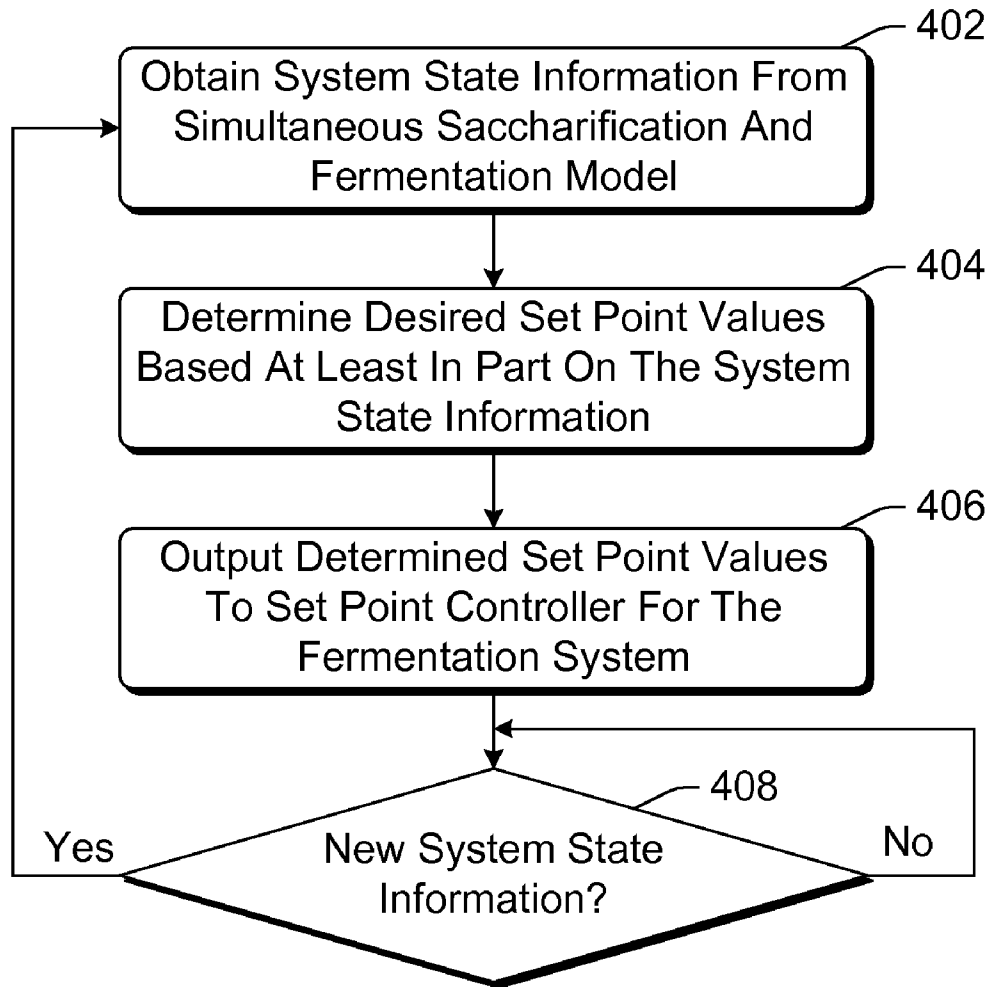 402
Obtain System State Information From
Simultaneous Saccharification And
Fermentation Model
404
Determine Desired Set Point Values
Based At Least In Part On The System
State Information
406
Output Determined Set Point Values
To Set Point Controller For The
Fermentation System
408
Yes
New System State
Information?
No